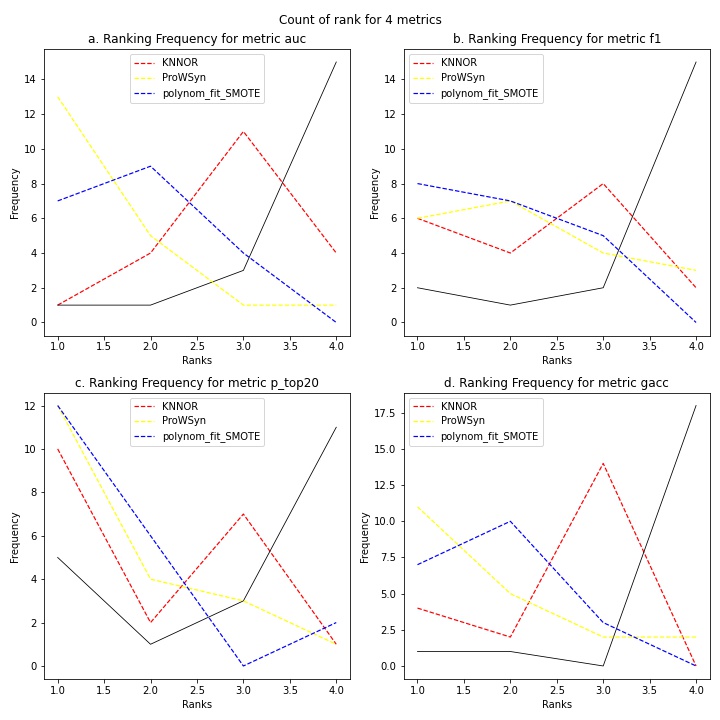 Count of rank for 4 metrics
a. Ranking Frequency for metric auc
KNNOR
ProWSyn
polynom_fit_SMOTE
14
12
10
8
6
4
2
0
Frequency
1.0 1.5 2.0 2.5 3.0 3.5 4.0
Ranks
b. Ranking Frequency for metric f1
KNNOR
ProWSyn
polynom_fit_SMOTE
14
12
10
8
6
4
2
0
Frequency
1.0 1.5 2.0 2.5 3.0 3.5 4.0
Ranks
c. Ranking Frequency for metric p_top20
KNNOR
ProWSyn
polynom_fit_SMOTE
12
10
8
6
4
2
0
Frequency
1.0 1.5 2.0 2.5 3.0 3.5 4.0
Ranks
d. Ranking Frequency for metric gacc
KNNOR
ProWSyn
polynom_fit_SMOTE
17.5
15.0
12.5
10.0
7.5
5.0
2.5
0.0
Frequency
1.0 1.5 2.0 2.5 3.0 3.5 4.0
Ranks